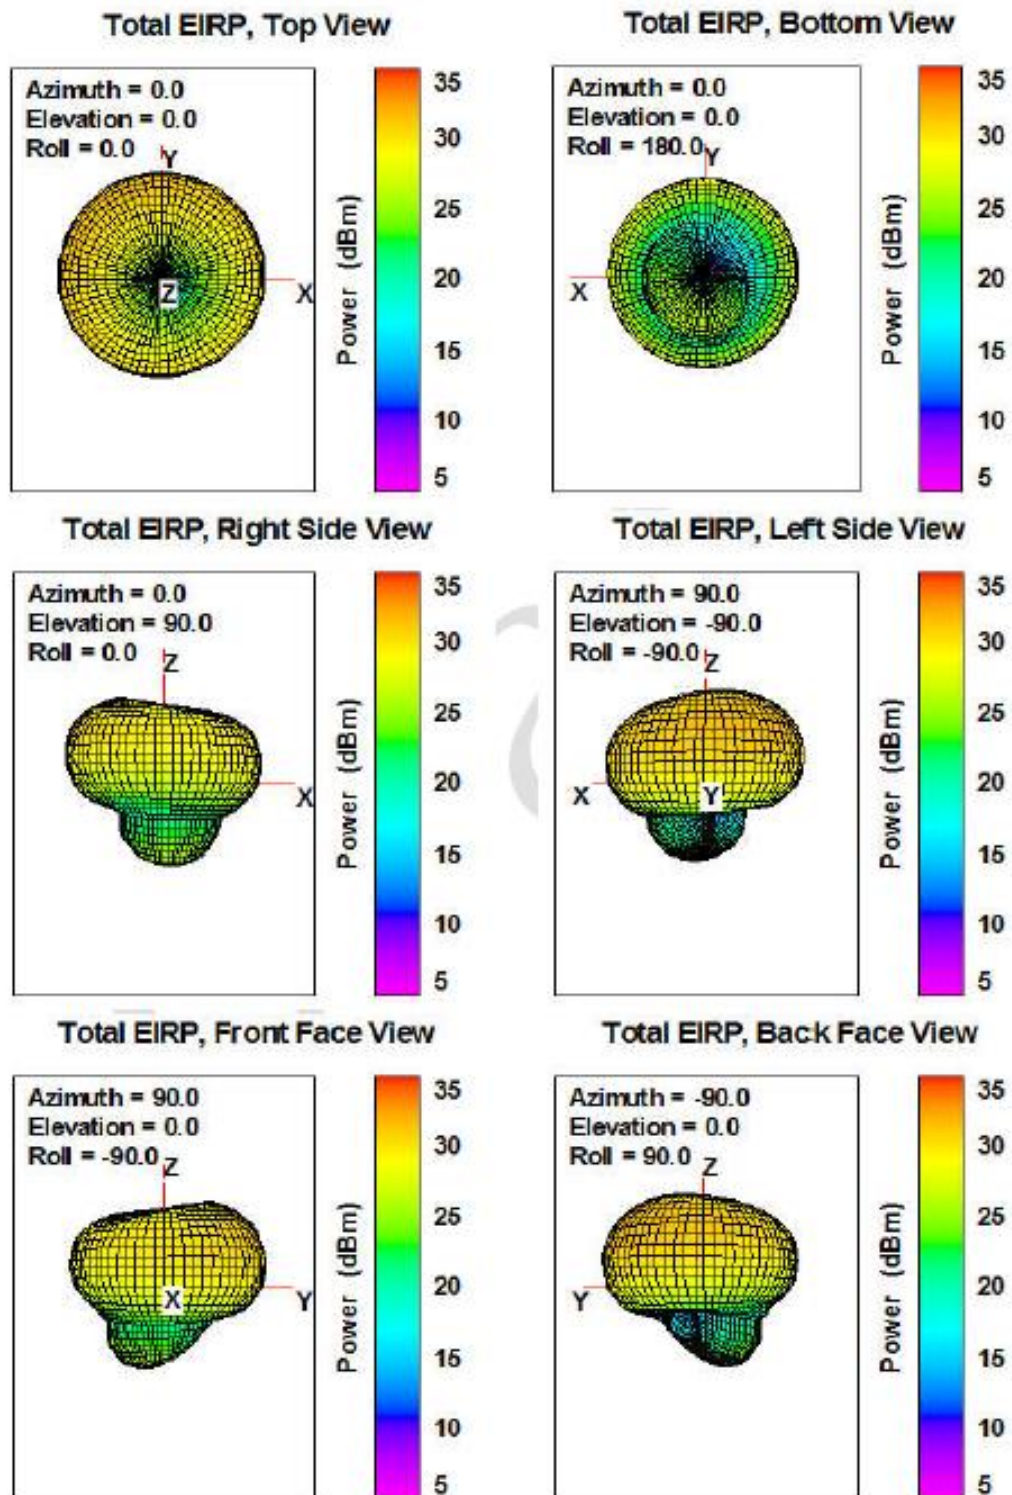 Total EIRP, Top View
Azimuth = 0.0
Elevation = 0.0
Roll = 0.0
Y
Z
X
Power (dBm)
35
30
25
20
15
10
5
Total EIRP, Bottom View
Azimuth = 0.0
Elevation = 0.0
Roll = 180.0
Y
X
Power (dBm)
35
30
25
20
15
10
5
Total EIRP, Right Side View
Azimuth = 0.0
Elevation = 90.0
Roll = 0.0
Z
X
Power (dBm)
35
30
25
20
15
10
5
Total EIRP, Left Side View
Azimuth = 90.0
Elevation = -90.0
Roll = -90.0
Z
X
Y
Power (dBm)
35
30
25
20
15
10
5
Total EIRP, Front Face View
Azimuth = 90.0
Elevation = 0.0
Roll = -90.0
Z
X
Y
Power (dBm)
35
30
25
20
15
10
5
Total EIRP, Back Face View
Azimuth = -90.0
Elevation = 0.0
Roll = 90.0
Z
Y
Power (dBm)
35
30
25
20
15
10
5